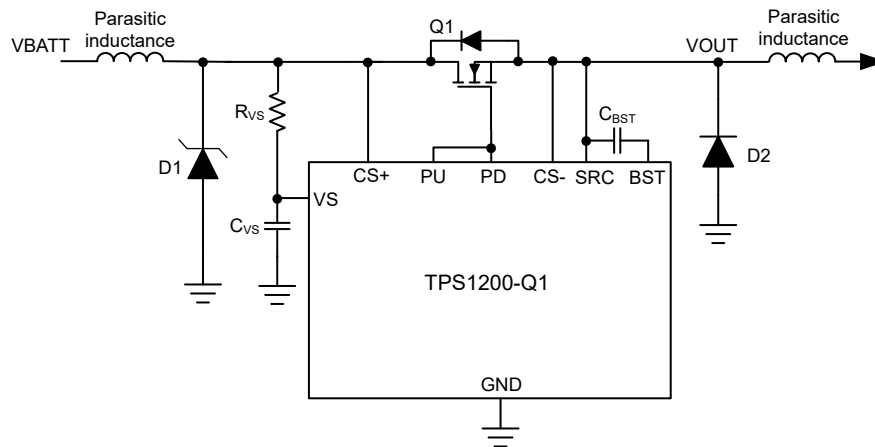 Parasitic
inductance
Q1
Parasitic
inductance
VBATT
VOUT
RVS
CBST
D1
D2
CS+
PU
PD
CS-
SRC
BST
VS
CVS
TPS1200-Q1
GND